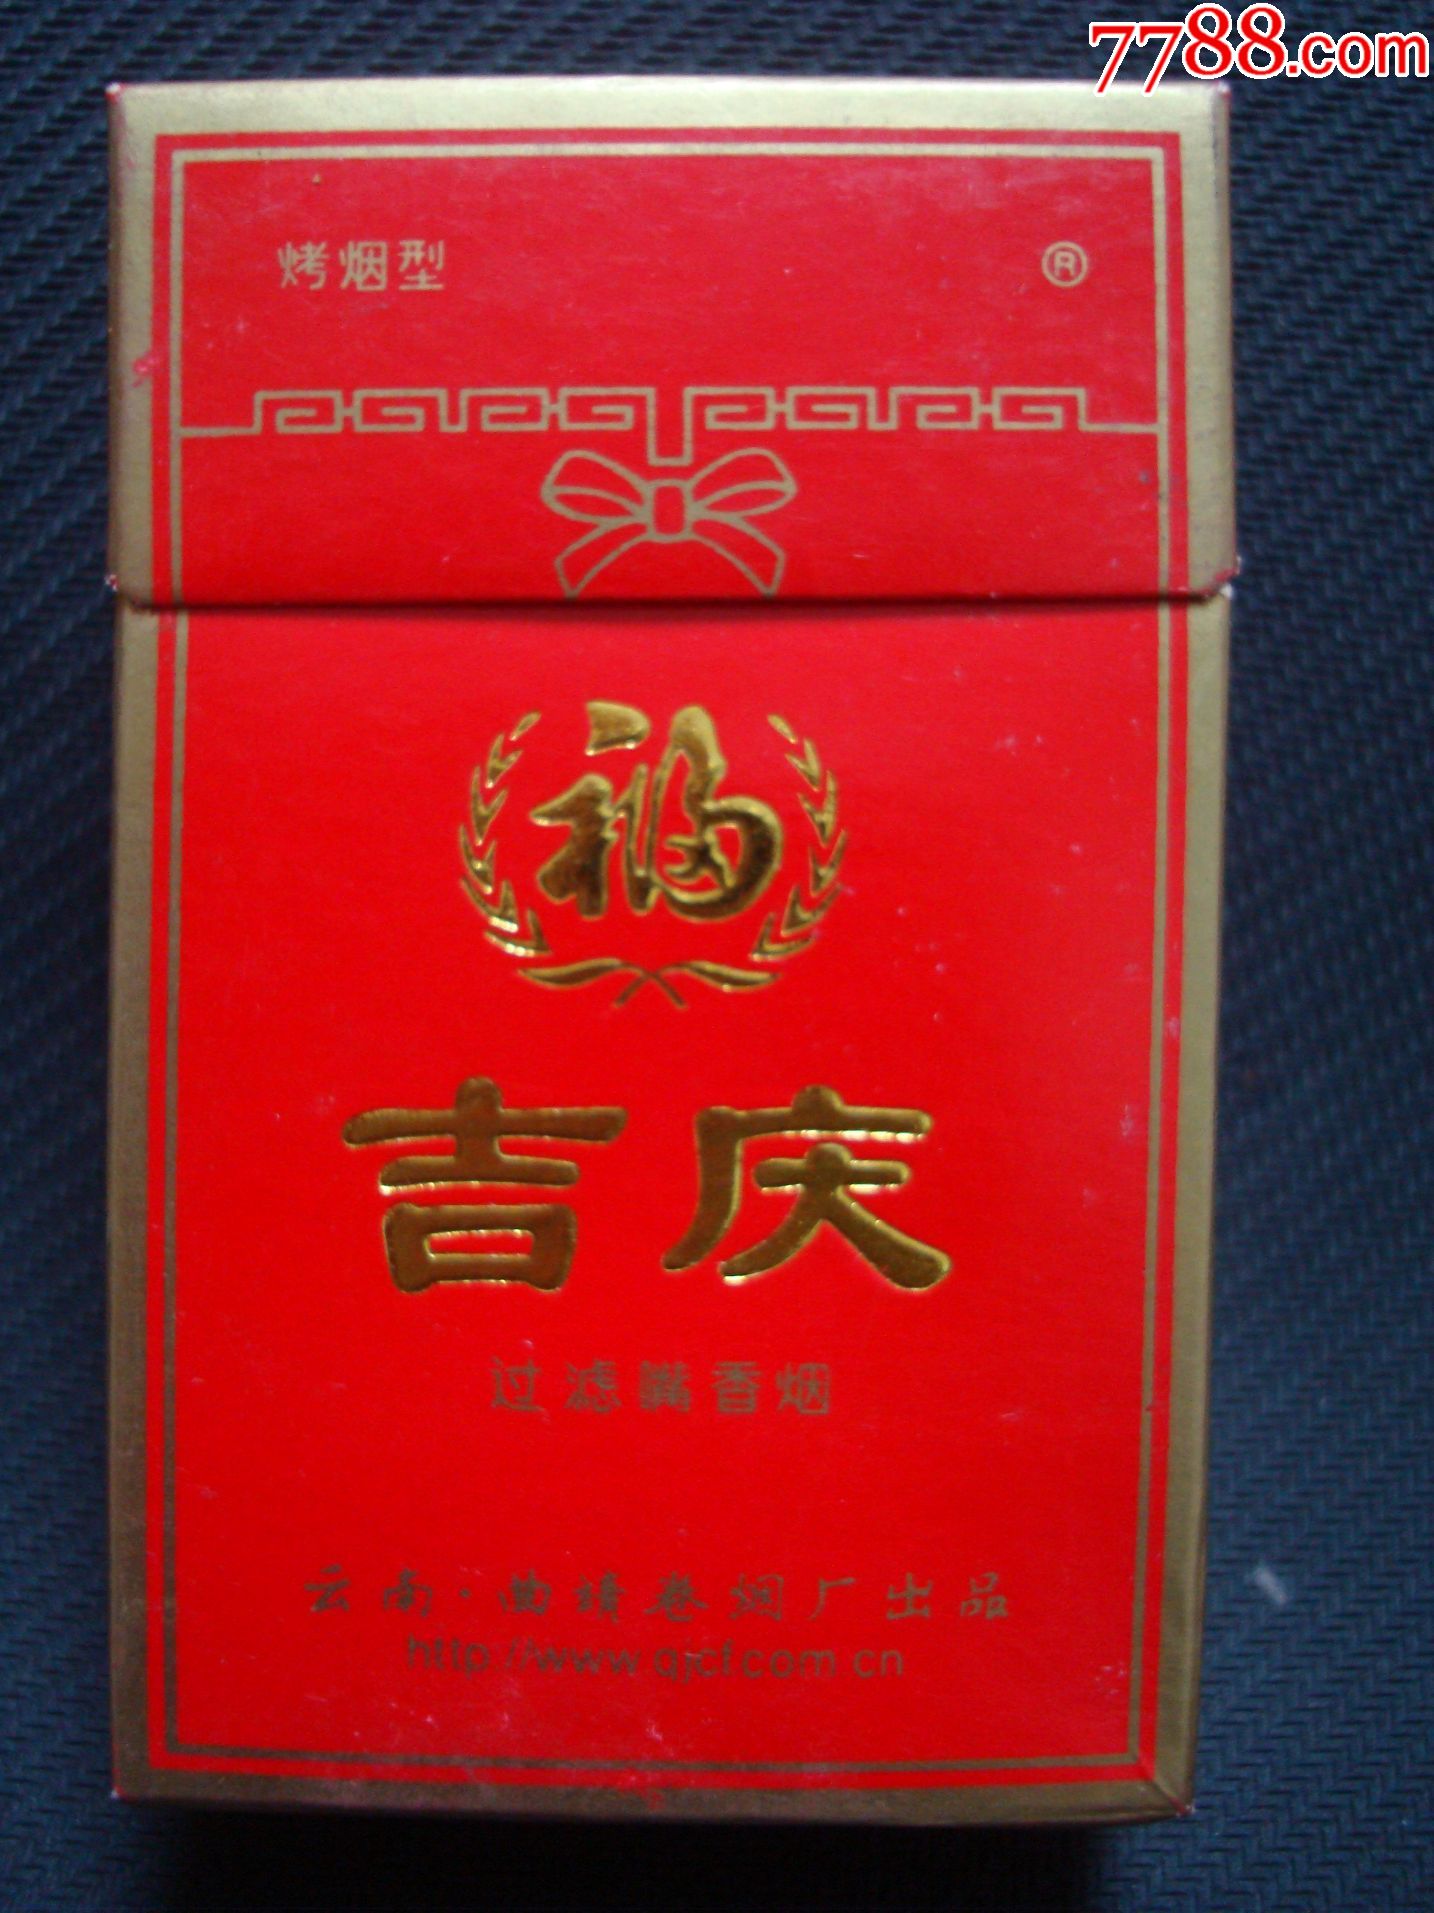 7788.com
烤烟型 ®
福
吉庆
过滤嘴香烟
云南·曲靖卷烟厂出品
http://www.qjcf.com.cn